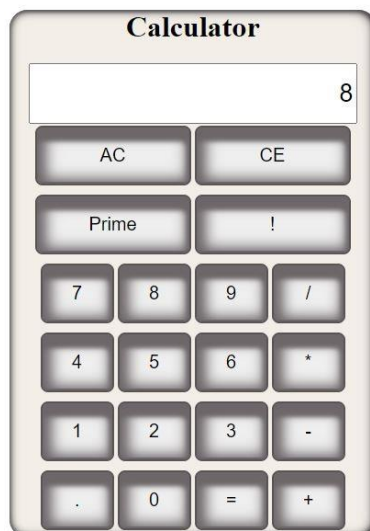 Calculator
8
AC CE
Prime !
7 8 9 /
4 5 6 *
1 2 3 -
. 0 = +